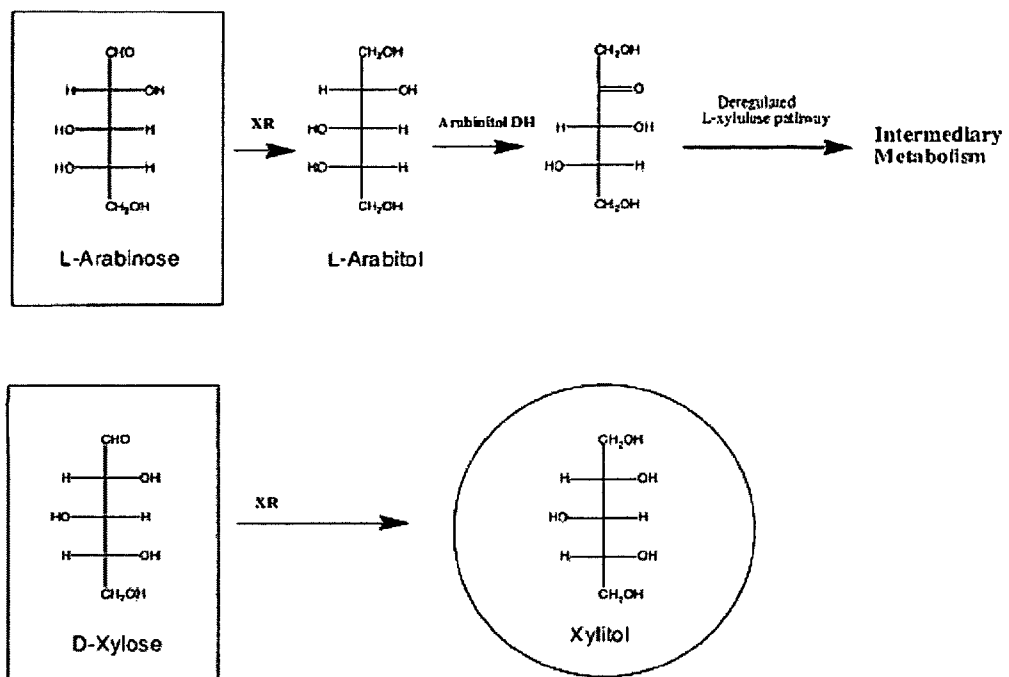 CHO
H OH
HO H
HO H
CH₂OH
L-Arabinose
XR
CH₂OH
H OH
HO H
HO H
CH₂OH
L-Arabitol
Arabinitol DH
CH₂OH
O
H OH
HO H
CH₂OH
Deregulated
L-xylulose pathway
Intermediary
Metabolism
CHO
H OH
HO H
H OH
CH₂OH
D-Xylose
XR
CH₂OH
H OH
HO H
H OH
CH₂OH
Xylitol